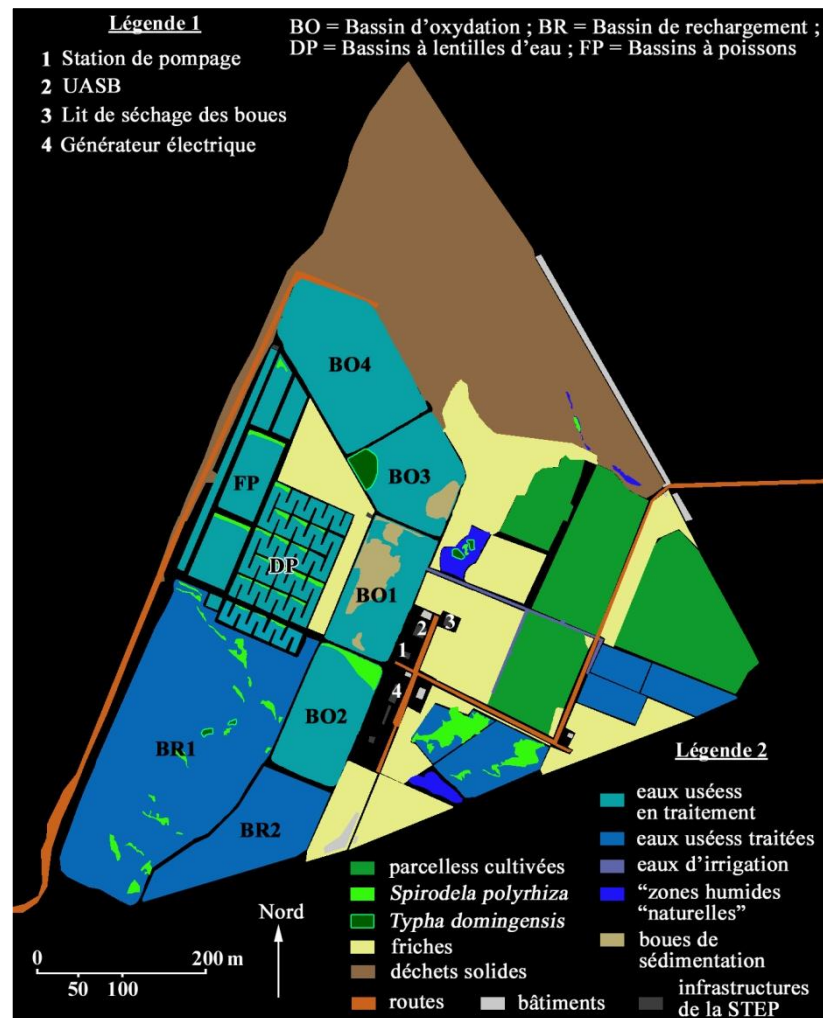 Légende 1
1 Station de pompage
2 UASB
3 Lit de séchage des boues
4 Générateur électrique
BO = Bassin d'oxydation ; BR = Bassin de rechargement ;
DP = Bassins à lentilles d'eau ; FP = Bassins à poissons
BO4
BO3
FP
DP
BO1
2
3
1
4
BO2
BR1
BR2
Légende 2
eaux uséess
en traitement
eaux uséess traitées
eaux d'irrigation
“zones humides
“naturelles”
boues de
sédimentation
infrastructures
de la STEP
parcelless cultivées
Spirodela polyrhiza
Typha domingensis
friches
déchets solides
routes
bâtiments
Nord
0
200 m
50
100